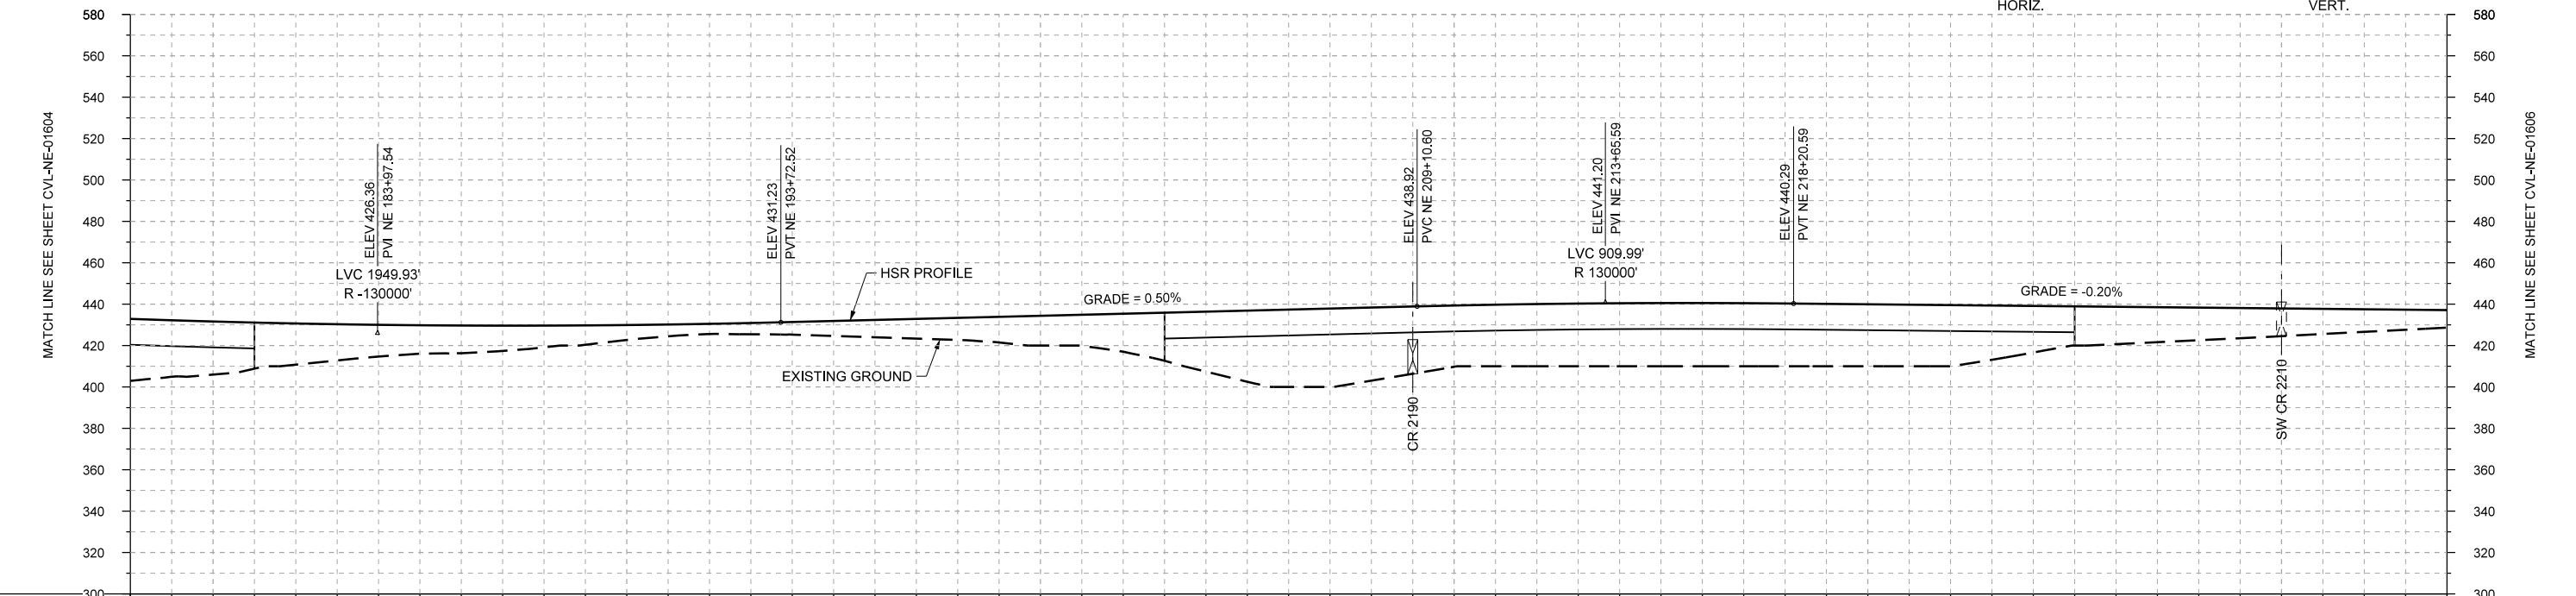 HORIZ.
VERT.
580
560
540
520
500
480
460
440
420
400
380
360
340
320
300
MATCH LINE SEE SHEET CVL-NE-01604
ELEV 426.36
PVI NE 183+97.54
LVC 1949.93'
R -130000'
ELEV 431.23
PVT NE 193+72.52
HSR PROFILE
EXISTING GROUND
GRADE = 0.50%
ELEV 438.92
PVC NE 209+10.60
CR 2190
ELEV 441.20
PVI NE 213+65.59
LVC 909.99'
R 130000'
ELEV 440.29
PVT NE 218+20.59
GRADE = -0.20%
SW CR 2210
580
560
540
520
500
480
460
440
420
400
380
360
340
320
300
MATCH LINE SEE SHEET CVL-NE-01606